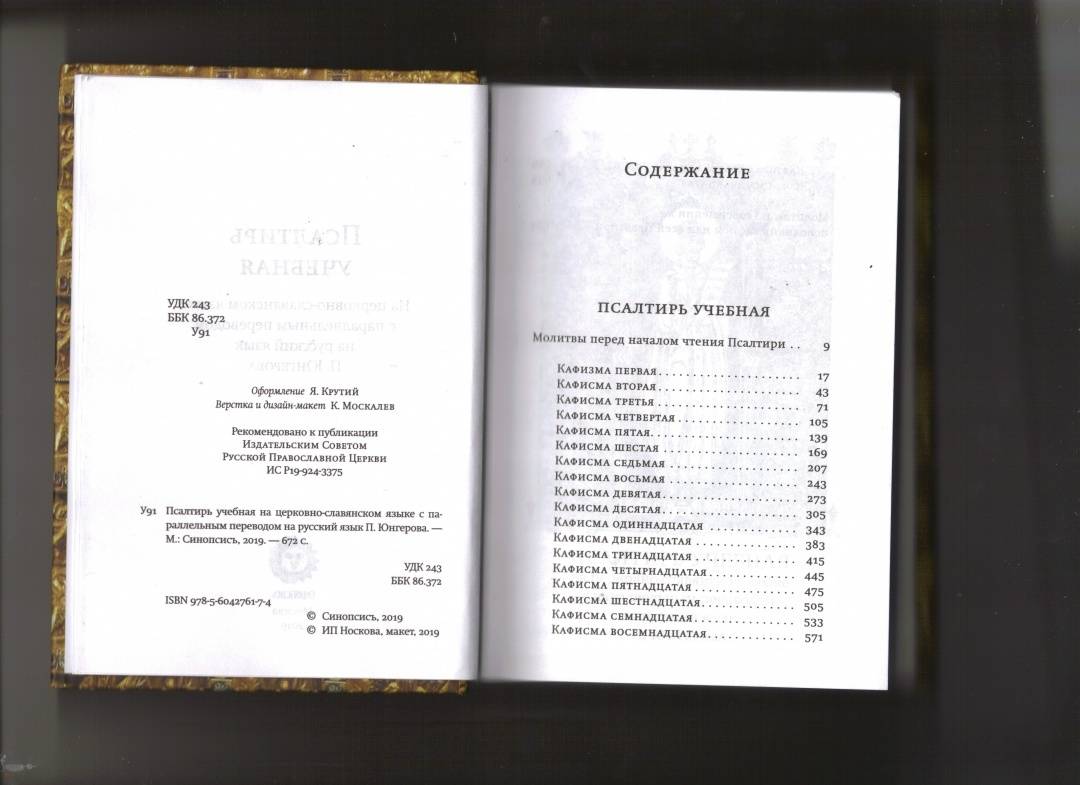 УДК 243
ББК 86.372
У91
Оформление Я. Крутий
Верстка и дизайн-макет К. Москалев
Рекомендовано к публикации
Издательским Советом
Русской Православной Церкви
ИС Р19-924-3375
У91 Псалтирь учебная на церковно-славянском языке с па-
раллельным переводом на русский язык П. Юнгерова. —
М.: Синопсисъ, 2019. — 672 с.
УДК 243
ББК 86.372
ISBN 978-5-6042761-7-4
© Синопсисъ, 2019
© ИП Носкова, макет, 2019
Содержание
ПСАЛТИРЬ УЧЕБНАЯ
Молитвы перед началом чтения Псалтири . . 9
Кафизма первая. . . . . . . . . . . . . . . . . . . 17
Кафисма вторая. . . . . . . . . . . . . . . . . . . 43
Кафисма третья . . . . . . . . . . . . . . . . . . . 71
Кафисма четвертая . . . . . . . . . . . . . . . . 105
Кафисма пятая. . . . . . . . . . . . . . . . . . . . 139
Кафисма шестая . . . . . . . . . . . . . . . . . . 169
Кафисма седьмая . . . . . . . . . . . . . . . . . 207
Кафисма восьмая . . . . . . . . . . . . . . . . . 243
Кафисма девятая. . . . . . . . . . . . . . . . . . 273
Кафисма десятая. . . . . . . . . . . . . . . . . . 305
Кафисма одиннадцатая . . . . . . . . . . . . 343
Кафисма двенадцатая . . . . . . . . . . . . . . 383
Кафисма тринадцатая . . . . . . . . . . . . . . 415
Кафисма четырнадцатая. . . . . . . . . . . . 445
Кафисма пятнадцатая . . . . . . . . . . . . . . 475
Кафисма шестнадцатая. . . . . . . . . . . . . 505
Кафисма семнадцатая . . . . . . . . . . . . . . 533
Кафисма восемнадцатая. . . . . . . . . . . . 571